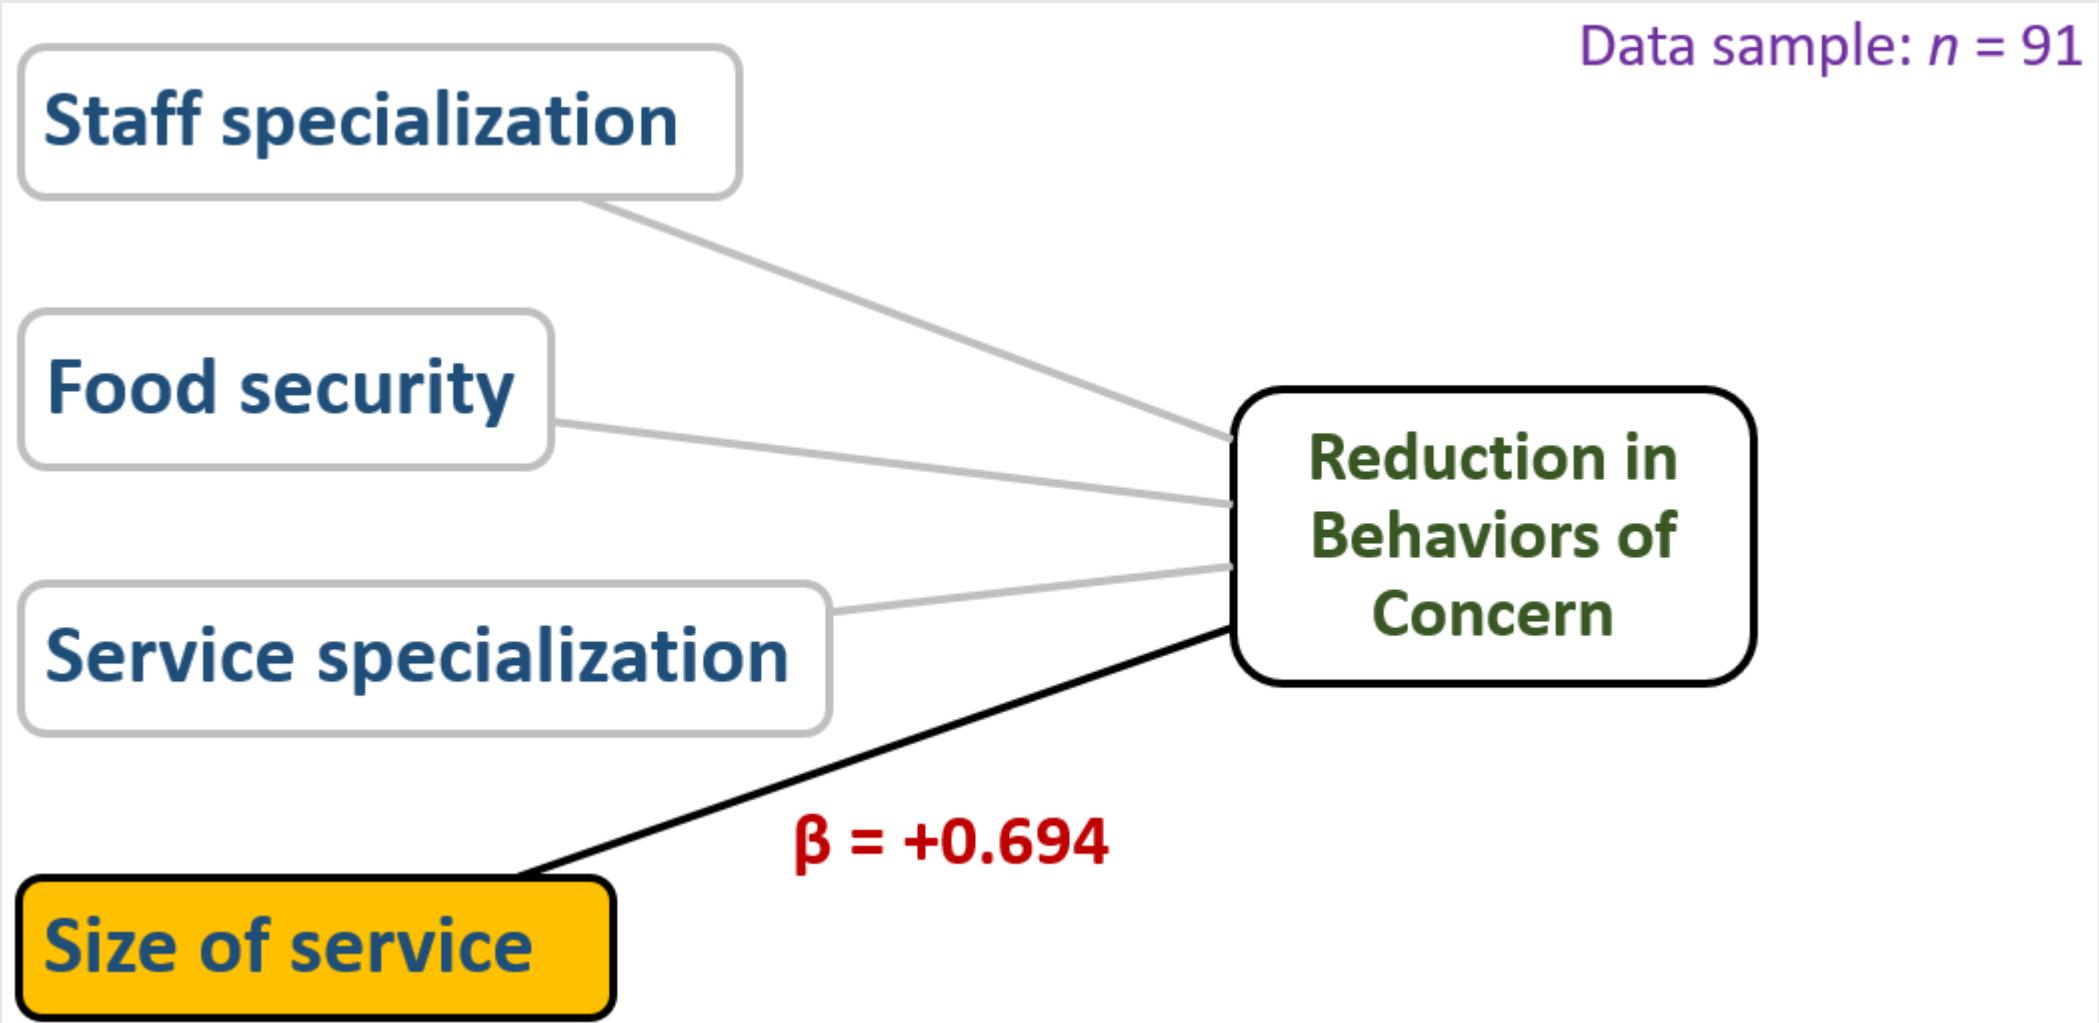 Data sample: n = 91
Staff specialization
Food security
Service specialization
Size of service
β = +0.694
Reduction in
Behaviors of
Concern